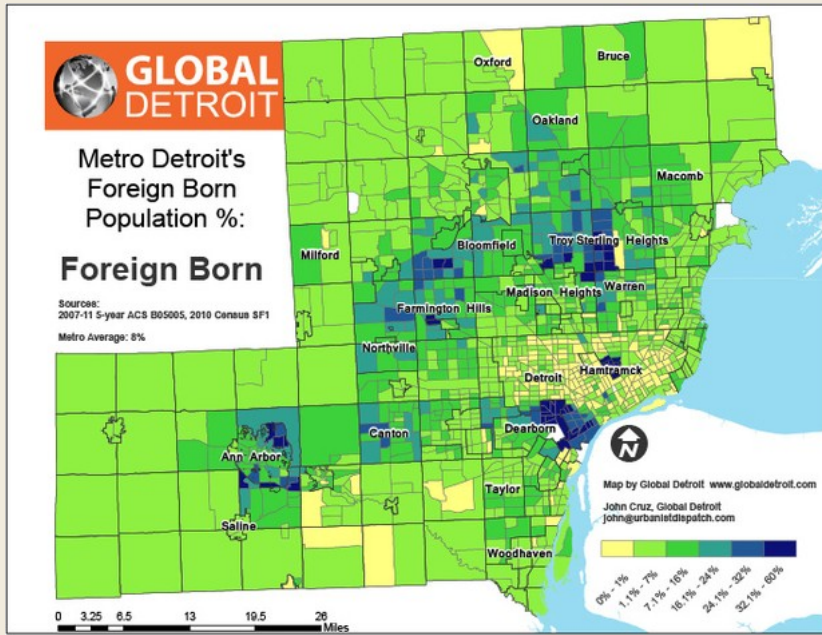 GLOBAL
DETROIT
Metro Detroit's
Foreign Born
Population %:
Foreign Born
Sources:
2007-11 5-year ACS B05005, 2010 Census SF1
Metro Average: 8%
Oxford
Bruce
Oakland
Macomb
Bloomfield
Troy
Sterling Heights
Milford
Madison Heights
Warren
Farmington Hills
Northville
Detroit
Hamtramck
Dearborn
Canton
Ann Arbor
Taylor
Saline
Woodhaven
N
Map by Global Detroit www.globaldetroit.com
John Cruz, Global Detroit
john@urbanistdispatch.com
0% - 1%
1.1% - 7%
7.1% - 16%
16.1% - 24%
24.1% - 32%
32.1% - 60%
0 3.25 6.5 13 19.5 26
Miles